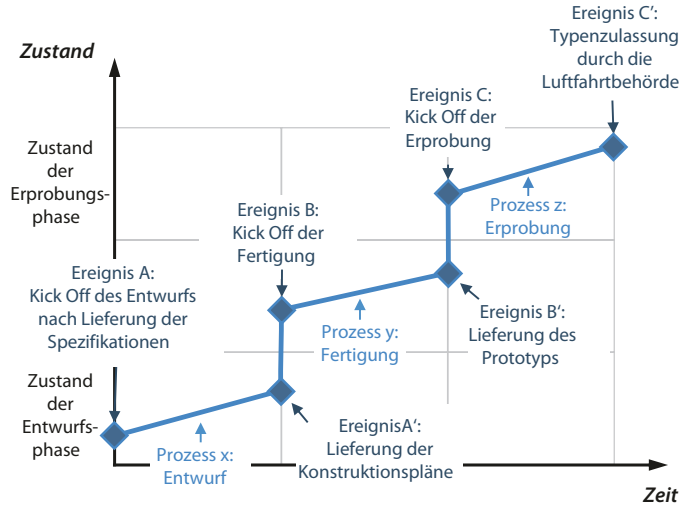 Ereignis C':
Typenzulassung
durch die
Luftfahrtbehörde
Zustand
Ereignis C:
Kick Off der
Erprobung
Zustand
der
Erprobungs-
phase
Prozess z:
Erprobung
Ereignis B:
Kick Off der
Fertigung
Ereignis A:
Kick Off des Entwurfs
nach Lieferung der
Spezifikationen
Ereignis B':
Lieferung des
Prototyps
Prozess y:
Fertigung
Zustand
der
Entwurfs-
phase
EreignisA':
Lieferung der
Konstruktionspläne
Prozess x:
Entwurf
Zeit